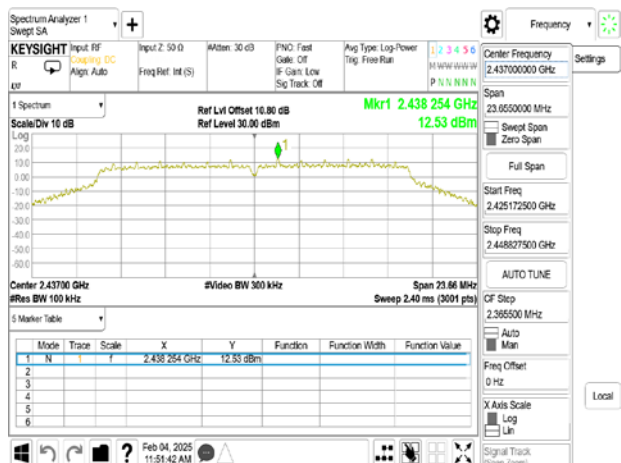 Spectrum Analyzer 1
Swept SA
Frequency
KEYSIGHT
R
Input: RF
Coupling: DC
Align: Auto
Input Z: 50 Ω
Freq Ref: Int (S)
#Atten: 30 dB
PNO: Fast
Gate: Off
IF Gain: Low
Sig Track: Off
Avg Type: Log-Power
Trig: Free Run
1 2 3 4 5 6
M W W W W W
P N N N N N
1 Spectrum
Scale/Div 10 dB
Log
Ref Lvl Offset 10.80 dB
Ref Level 30.00 dBm
Mkr1 2.438 254 GHz
12.53 dBm
1
20.0
10.0
0.00
-10.0
-20.0
-30.0
-40.0
-50.0
-60.0
Center 2.43700 GHz
#Res BW 100 kHz
#Video BW 300 kHz
Span 23.66 MHz
Sweep 2.40 ms (3001 pts)
5 Marker Table
Mode Trace Scale X Y Function Function Width Function Value
1 N 1 f 2.438 254 GHz 12.53 dBm
2
3
4
5
6
Feb 04, 2025
11:51:42 AM
Center Frequency
2.437000000 GHz
Settings
Span
23.6550000 MHz
Swept Span
Zero Span
Full Span
Start Freq
2.425172500 GHz
Stop Freq
2.448827500 GHz
AUTO TUNE
CF Step
2.365500 MHz
Auto
Man
Freq Offset
0 Hz
X Axis Scale
Log
Lin
Local
Signal Track